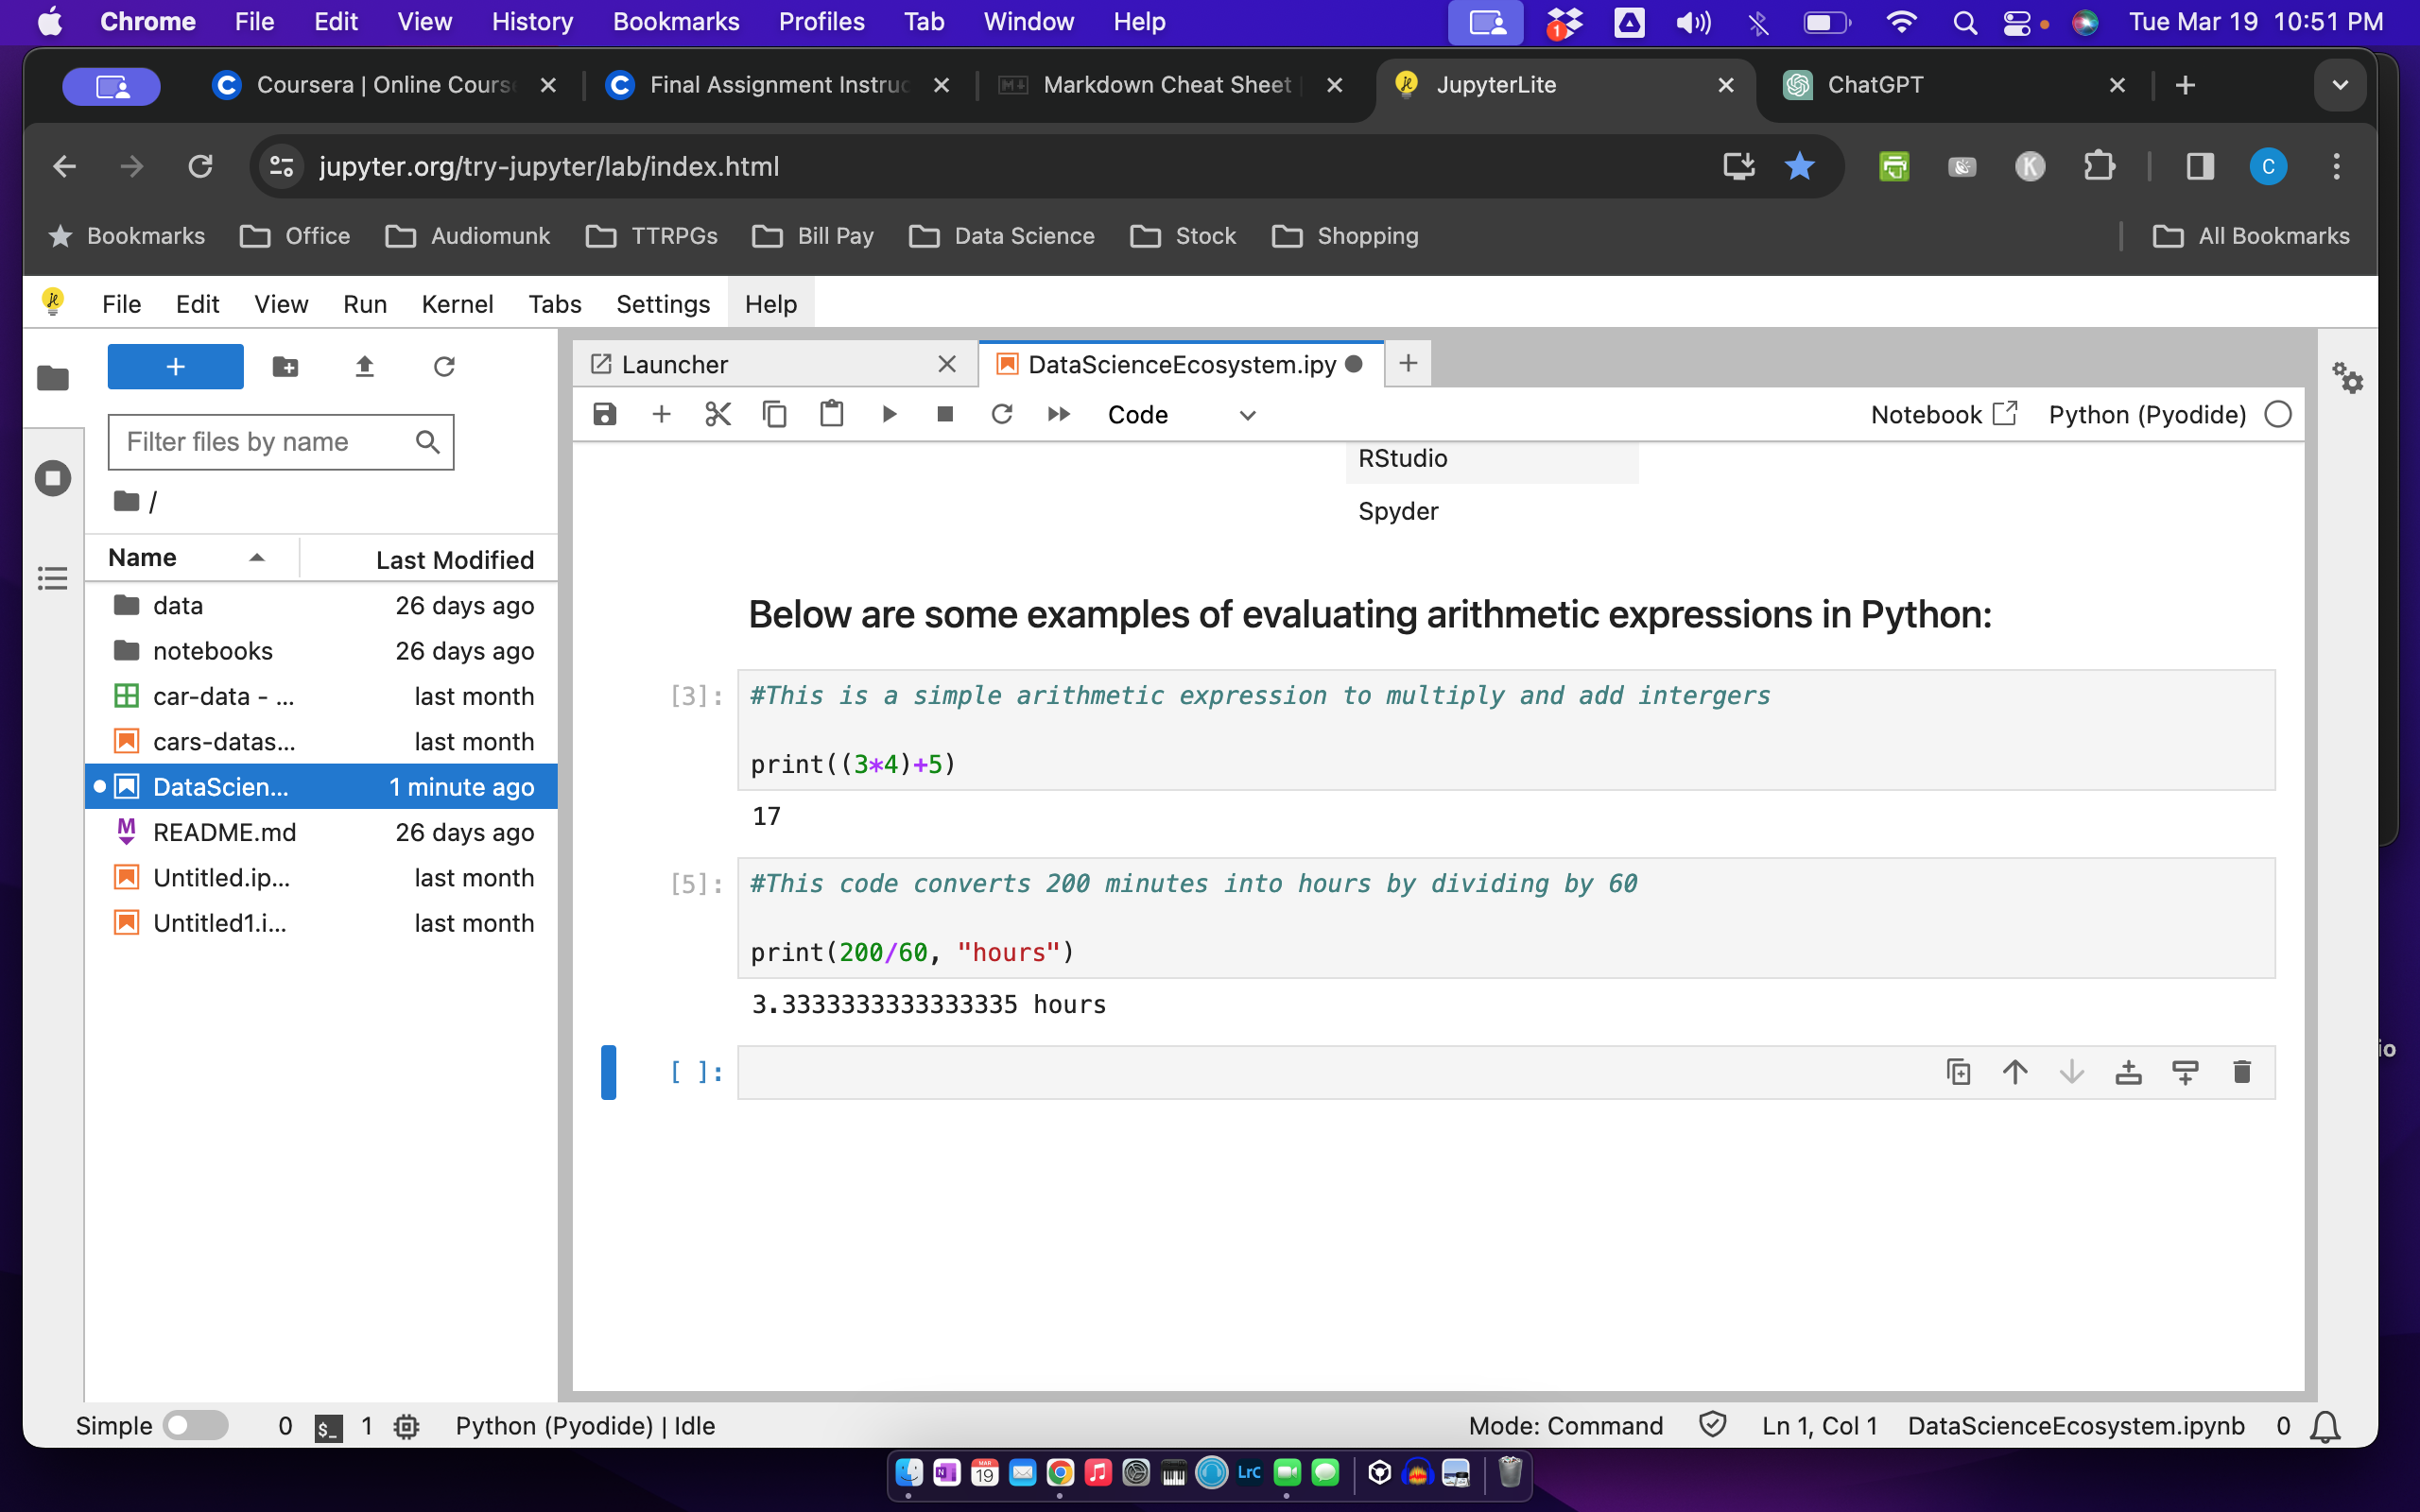 Chrome File Edit View History Bookmarks Profiles Tab Window Help 1 Tue Mar 19 10:51 PM
Coursera | Online Cours Final Assignment Instruc Markdown Cheat Sheet JupyterLite ChatGPT
jupyter.org/try-jupyter/lab/index.html K C
Bookmarks Office Audiomunk TTRPGs Bill Pay Data Science Stock Shopping All Bookmarks
File Edit View Run Kernel Tabs Settings Help
Launcher DataScienceEcosystem.ipy
Code Notebook Python (Pyodide)
Filter files by name
/
Name Last Modified
data 26 days ago
notebooks 26 days ago
car-data - ... last month
cars-datas... last month
DataScien... 1 minute ago
README.md 26 days ago
Untitled.ip... last month
Untitled1.i... last month
RStudio
Spyder
Below are some examples of evaluating arithmetic expressions in Python:
[3]: #This is a simple arithmetic expression to multiply and add intergers
print((3*4)+5)
17
[5]: #This code converts 200 minutes into hours by dividing by 60
print(200/60, "hours")
3.3333333333333335 hours
[ ]:
io
Simple 0 $_ 1 Python (Pyodide) | Idle Mode: Command Ln 1, Col 1 DataScienceEcosystem.ipynb 0
N MAR 19 LrC